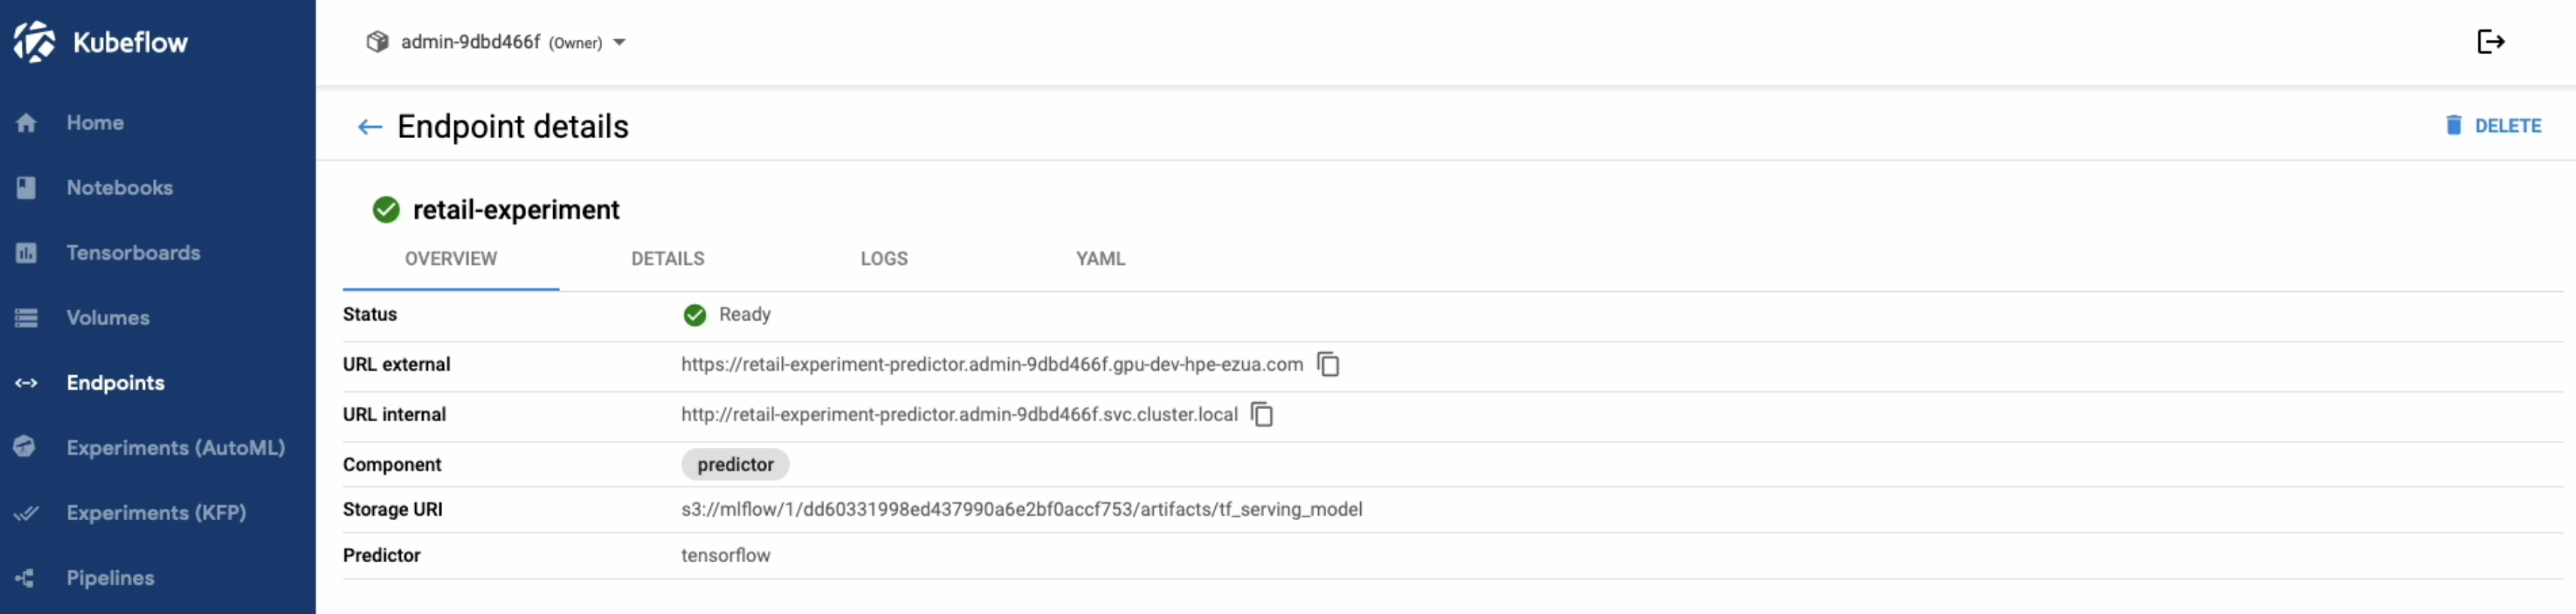 Kubeflow
Home
Notebooks
Tensorboards
Volumes
Endpoints
Experiments (AutoML)
Experiments (KFP)
Pipelines
admin-9dbd466f (Owner)
Endpoint details
DELETE
retail-experiment
OVERVIEW DETAILS LOGS YAML
Status Ready
URL external https://retail-experiment-predictor.admin-9dbd466f.gpu-dev-hpe-ezua.com
URL internal http://retail-experiment-predictor.admin-9dbd466f.svc.cluster.local
Component predictor
Storage URI s3://mlflow/1/dd60331998ed437990a6e2bf0accf753/artifacts/tf_serving_model
Predictor tensorflow